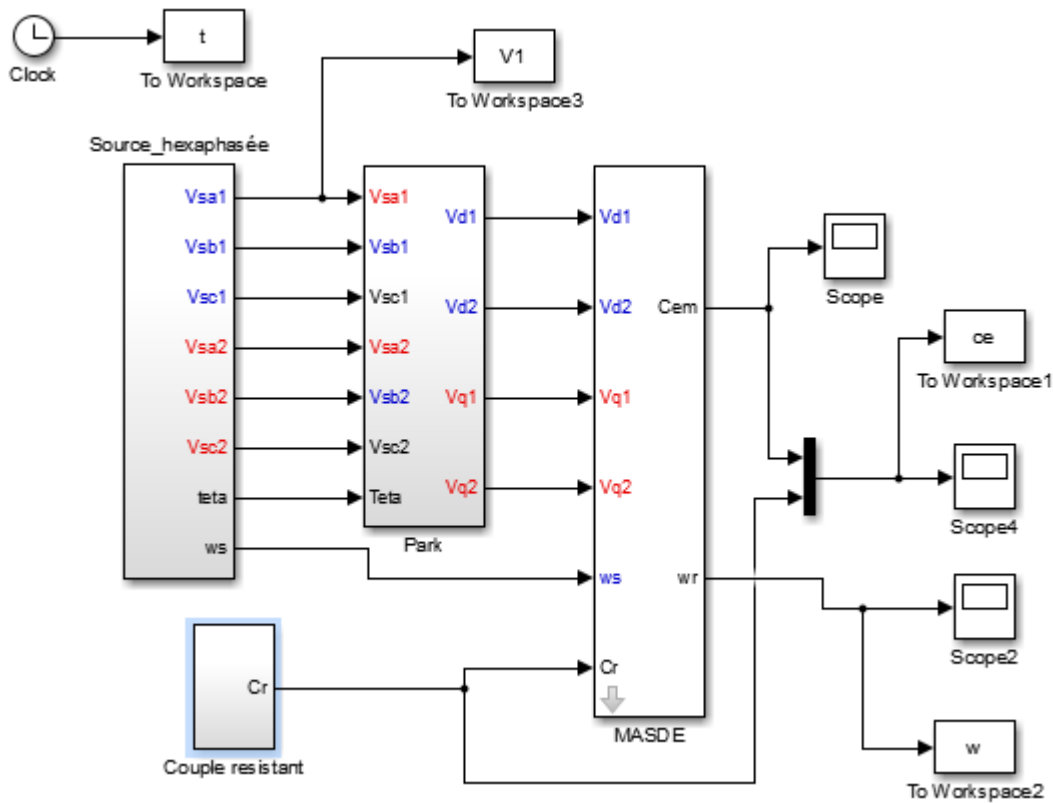 t
Clock
To Workspace
V1
To Workspace3
Source_hexaphasée
Vsa1
Vsb1
Vsc1
Vsa2
Vsb2
Vsc2
teta
ws
Vsa1
Vsb1
Vsc1
Vsa2
Vsb2
Vsc2
Teta
Vd1
Vd2
Vq1
Vq2
Park
Vd1
Vd2
Vq1
Vq2
ws
Cr
Cem
wr
MASDE
Scope
ce
To Workspace1
Scope4
Scope2
w
To Workspace2
Cr
Couple resistant